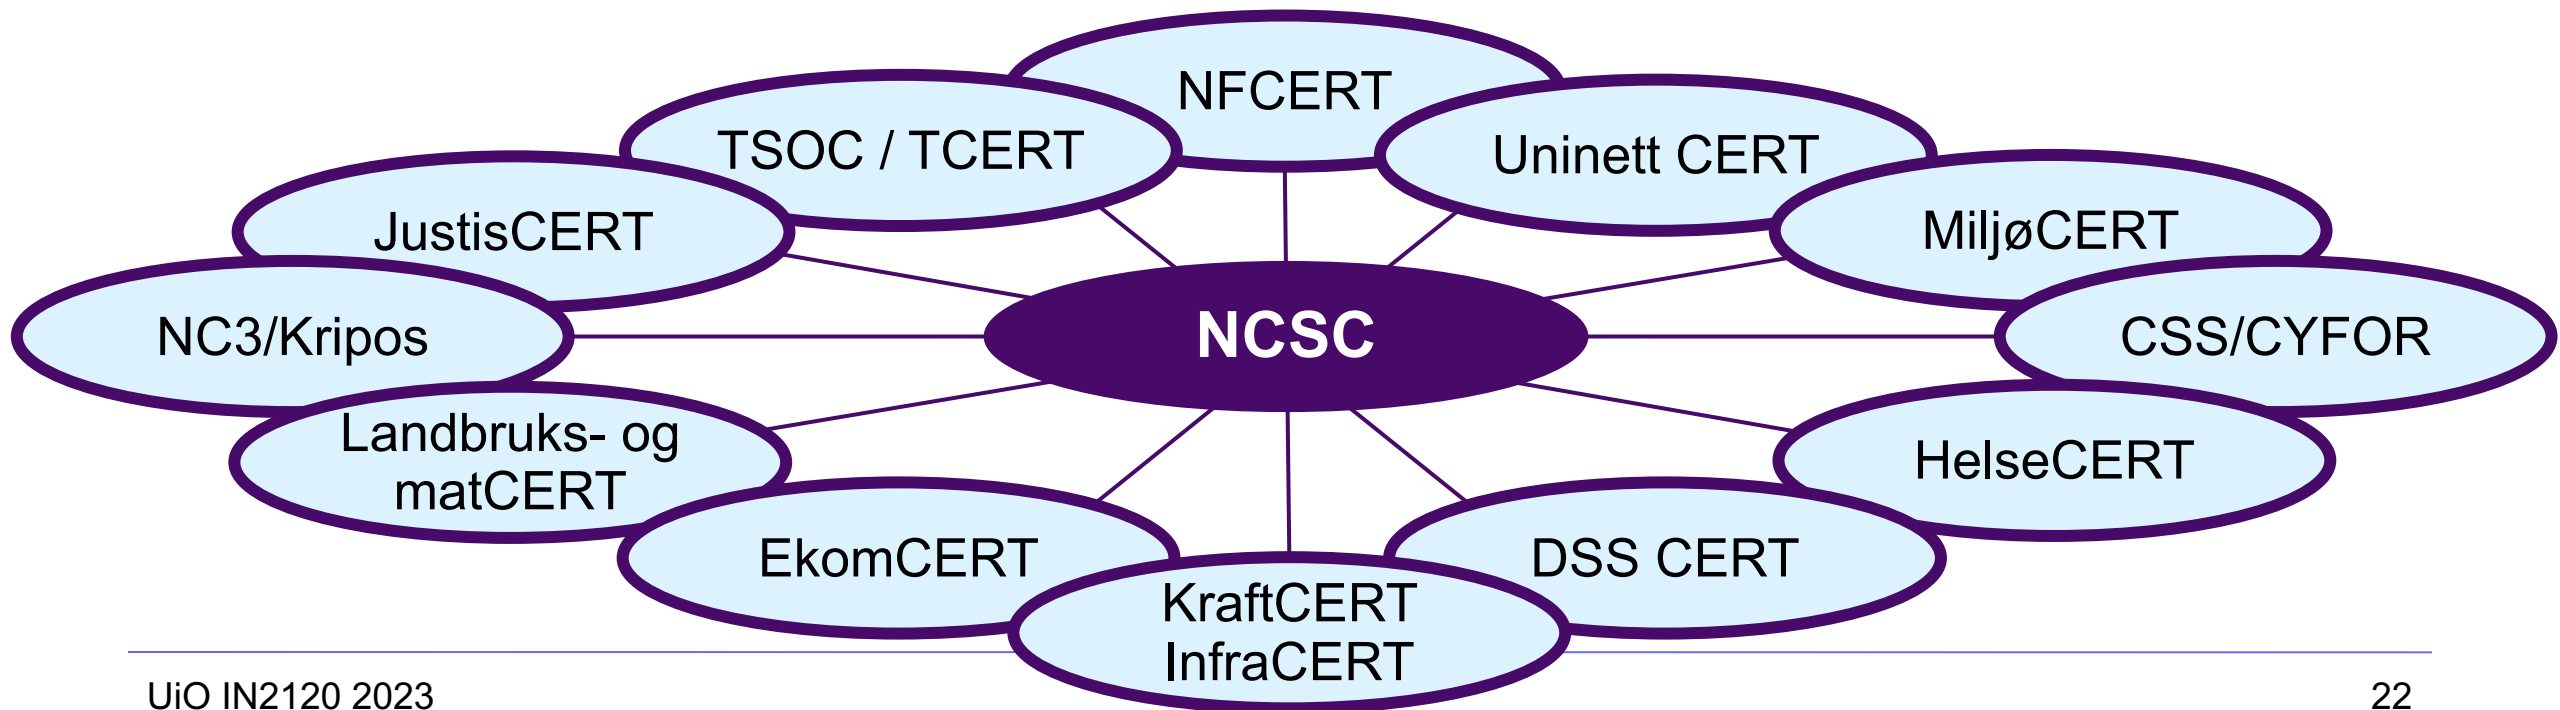 NFCERT
TSOC / TCERT
Uninett CERT
JustisCERT
MiljøCERT
NC3/Kripos
NCSC
CSS/CYFOR
Landbruks- og
matCERT
HelseCERT
EkomCERT
DSS CERT
KraftCERT
InfraCERT
UiO IN2120 2023
22